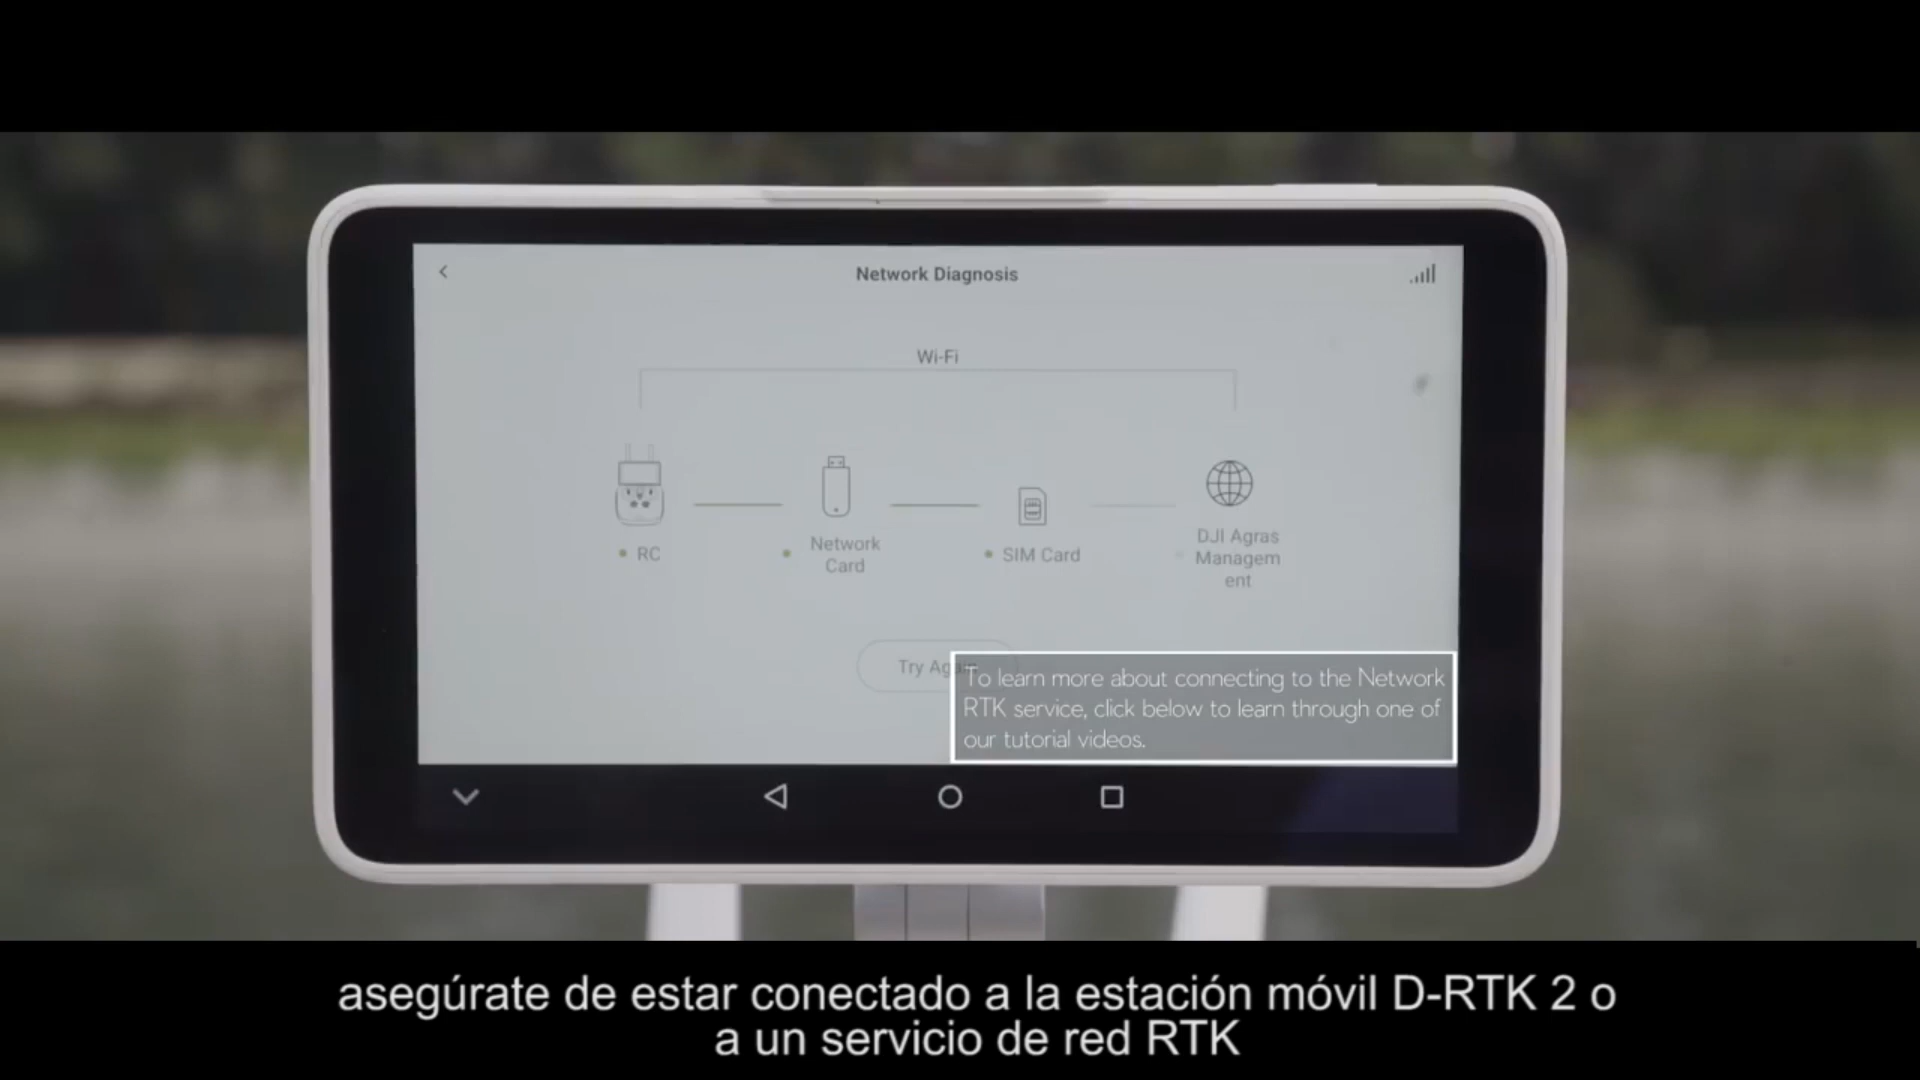 Network Diagnosis
Wi-Fi
RC
Network
Card
SIM Card
DJI Agras
Managem
ent
Try Again
To learn more about connecting to the Network
RTK service, click below to learn through one of
our tutorial videos.
asegúrate de estar conectado a la estación móvil D-RTK 2 o
a un servicio de red RTK